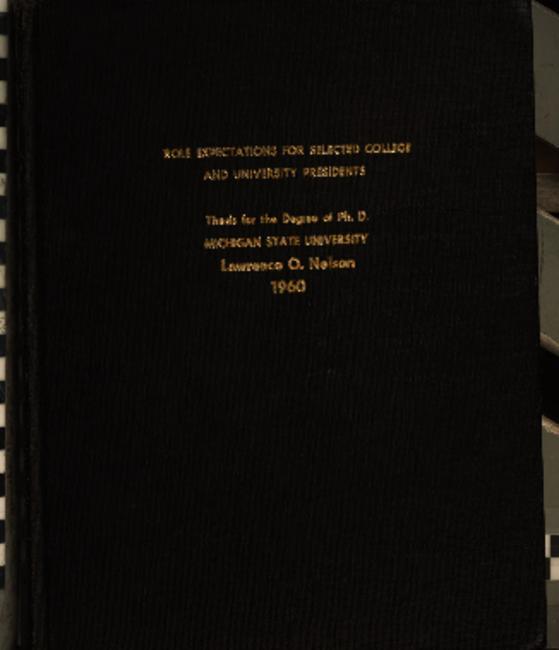 ROLE EXPECTATIONS FOR SELECTED COLLEGE
AND UNIVERSITY PRESIDENTS
Thesis for the Degree of Ph. D.
MICHIGAN STATE UNIVERSITY
Lawrence O. Nelson
1960